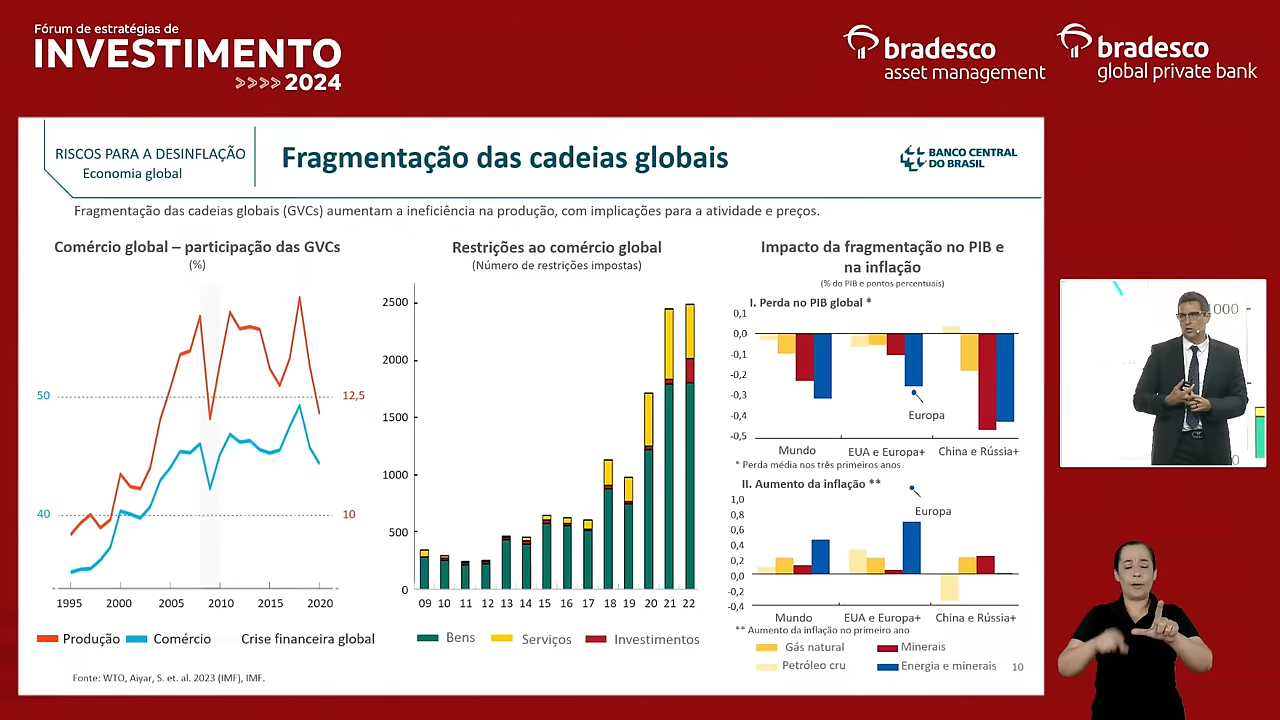 Fórum de estratégias de
INVESTIMENTO
>>>> 2024
bradesco
asset management
bradesco
global private bank
RISCOS PARA A DESINFLAÇÃO
Economia global
Fragmentação das cadeias globais
BANCO CENTRAL
DO BRASIL
Fragmentação das cadeias globais (GVCs) aumentam a ineficiência na produção, com implicações para a atividade e preços.
Comércio global – participação das GVCs
(%)
50
40
12,5
10
1995 2000 2005 2010 2015 2020
Produção Comércio Crise financeira global
Restrições ao comércio global
(Número de restrições impostas)
2500
2000
1500
1000
500
0
09 10 11 12 13 14 15 16 17 18 19 20 21 22
Bens Serviços Investimentos
Impacto da fragmentação no PIB e
na inflação
(% do PIB e pontos percentuais)
I. Perda no PIB global *
0,1
0,0
-0,1
-0,2
-0,3
-0,4
-0,5
Europa
Mundo EUA e Europa+ China e Rússia+
* Perda média nos três primeiros anos
II. Aumento da inflação **
1,0
0,8
0,6
0,4
0,2
0,0
-0,2
-0,4
Europa
Mundo EUA e Europa+ China e Rússia+
** Aumento da inflação no primeiro ano
Gás natural Minerais
Petróleo cru Energia e minerais
10
Fonte: WTO, Aiyar, S. et. al. 2023 (IMF), IMF.
000
0